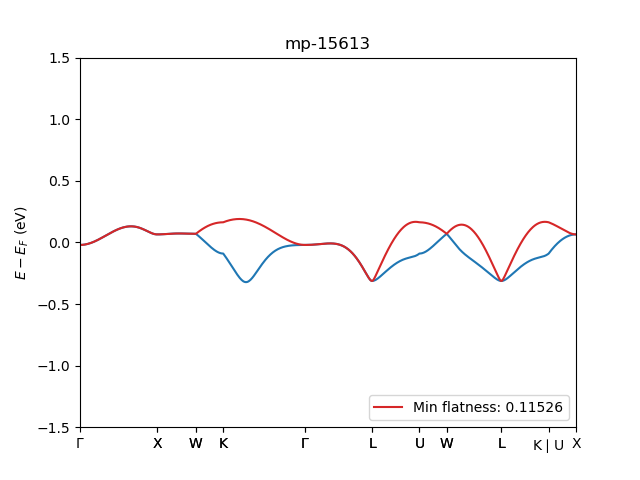 mp-15613
E − E_F (eV)
1.5
1.0
0.5
0.0
−0.5
−1.0
−1.5
Min flatness: 0.11526
Γ X W K Γ L U W L K | U X